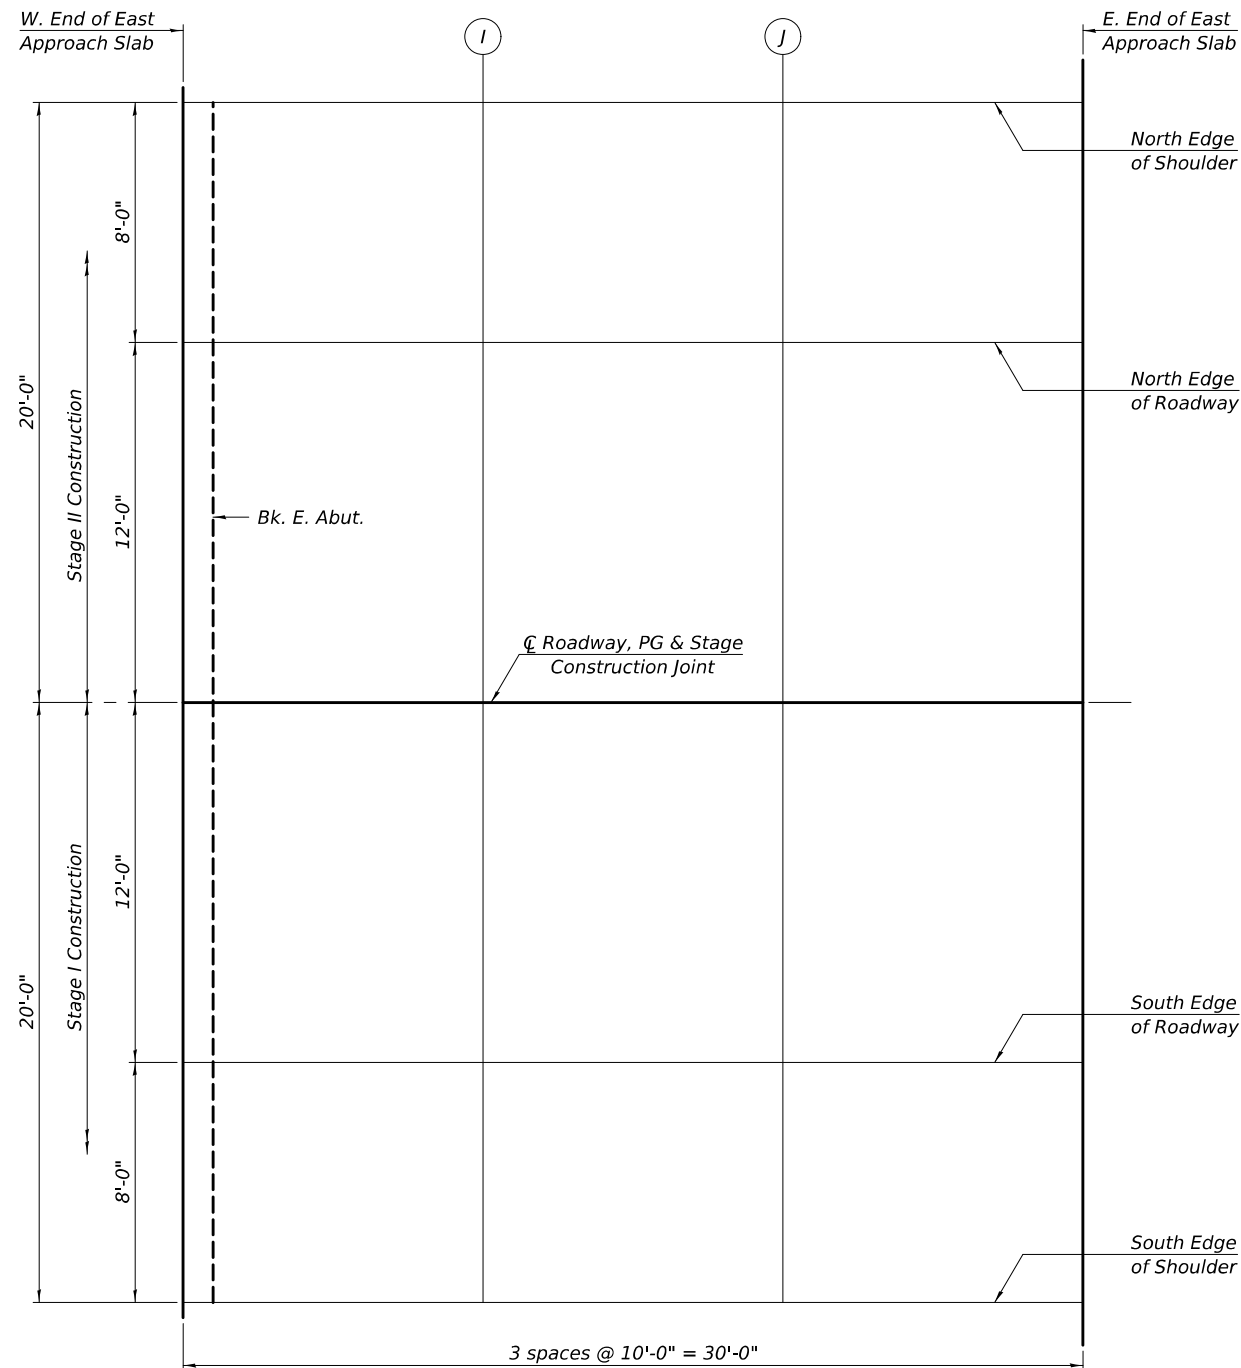 W. End of East
Approach Slab
I
J
E. End of East
Approach Slab
North Edge
of Shoulder
8'-0"
20'-0"
Stage II Construction
North Edge
of Roadway
12'-0"
Bk. E. Abut.
℄ Roadway, PG & Stage
Construction Joint
12'-0"
Stage I Construction
20'-0"
South Edge
of Roadway
8'-0"
South Edge
of Shoulder
3 spaces @ 10'-0" = 30'-0"